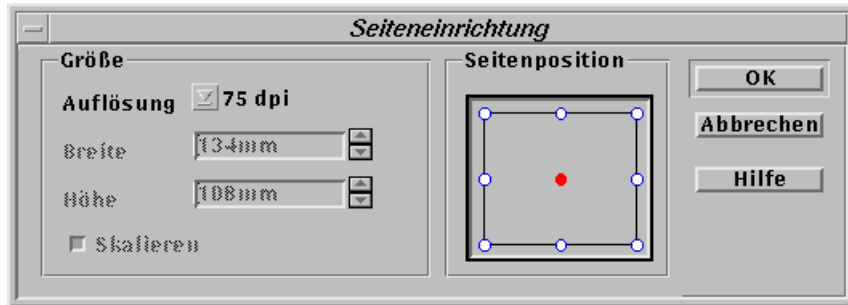 Seiteneinrichtung
Größe
Auflösung 75 dpi
Breite 134mm
Höhe 108mm
Skalieren
Seitenposition
OK
Abbrechen
Hilfe